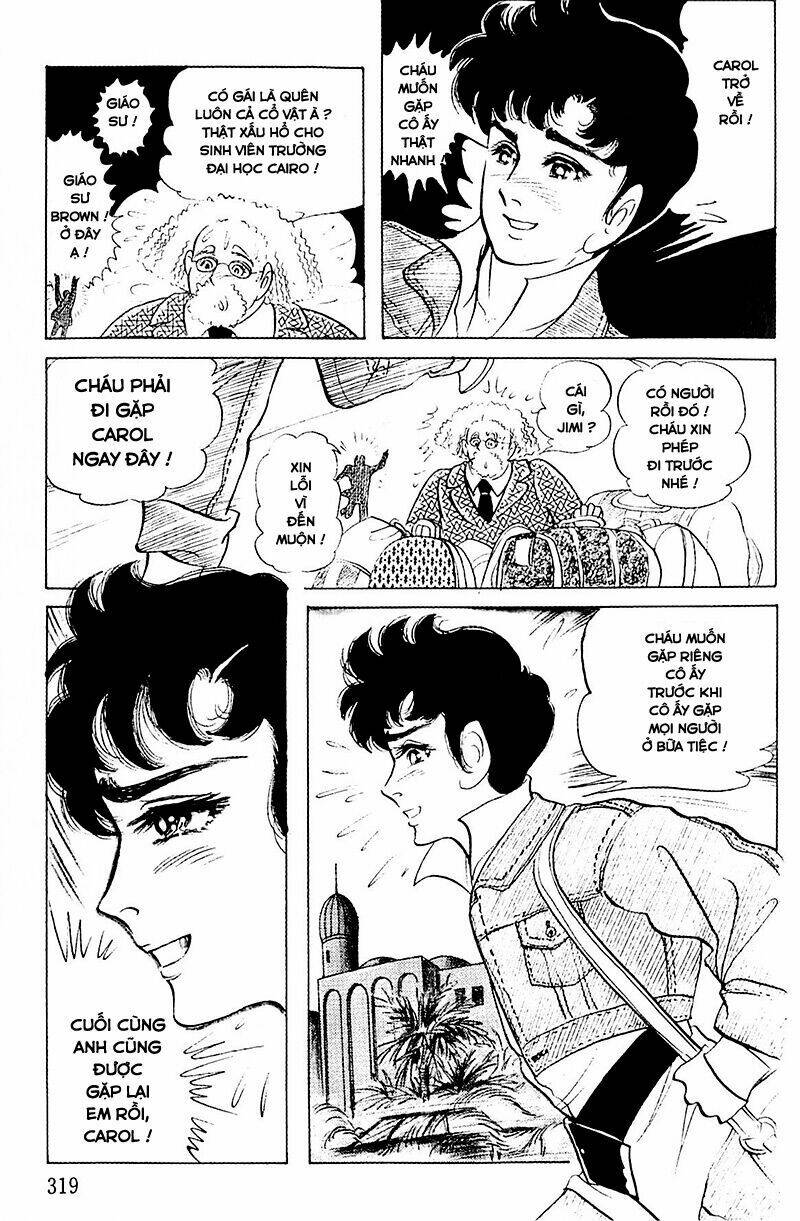 CAROL
TRỞ
VỀ
RỒI !
CHÁU
MUỐN
GẶP
CÔ ẤY
THẬT
NHANH
CÓ GÁI LÀ QUÊN
LUÔN CẢ CỔ VẬT À ?
THẬT XẤU HỔ CHO
SINH VIÊN TRƯỜNG
ĐẠI HỌC CAIRO !
GIÁO
SƯ !
GIÁO
SƯ
BROWN !
Ở ĐÂY
Ạ !
CÓ NGƯỜI
RỒI ĐÓ !
CHÁU XIN
PHÉP
ĐI TRƯỚC
NHÉ !
CÁI
GÌ,
JIMI ?
XIN
LỖI
VÌ
ĐẾN
MUỘN !
CHÁU PHẢI
ĐI GẶP
CAROL
NGAY ĐÂY !
CHÁU MUỐN
GẶP RIÊNG
CÔ ẤY
TRƯỚC KHI
CÔ ẤY GẶP
MỌI NGƯỜI
Ở BỮA TIỆC !
CUỐI CÙNG
ANH CŨNG
ĐƯỢC
GẶP LẠI
EM RỒI,
CAROL !
319